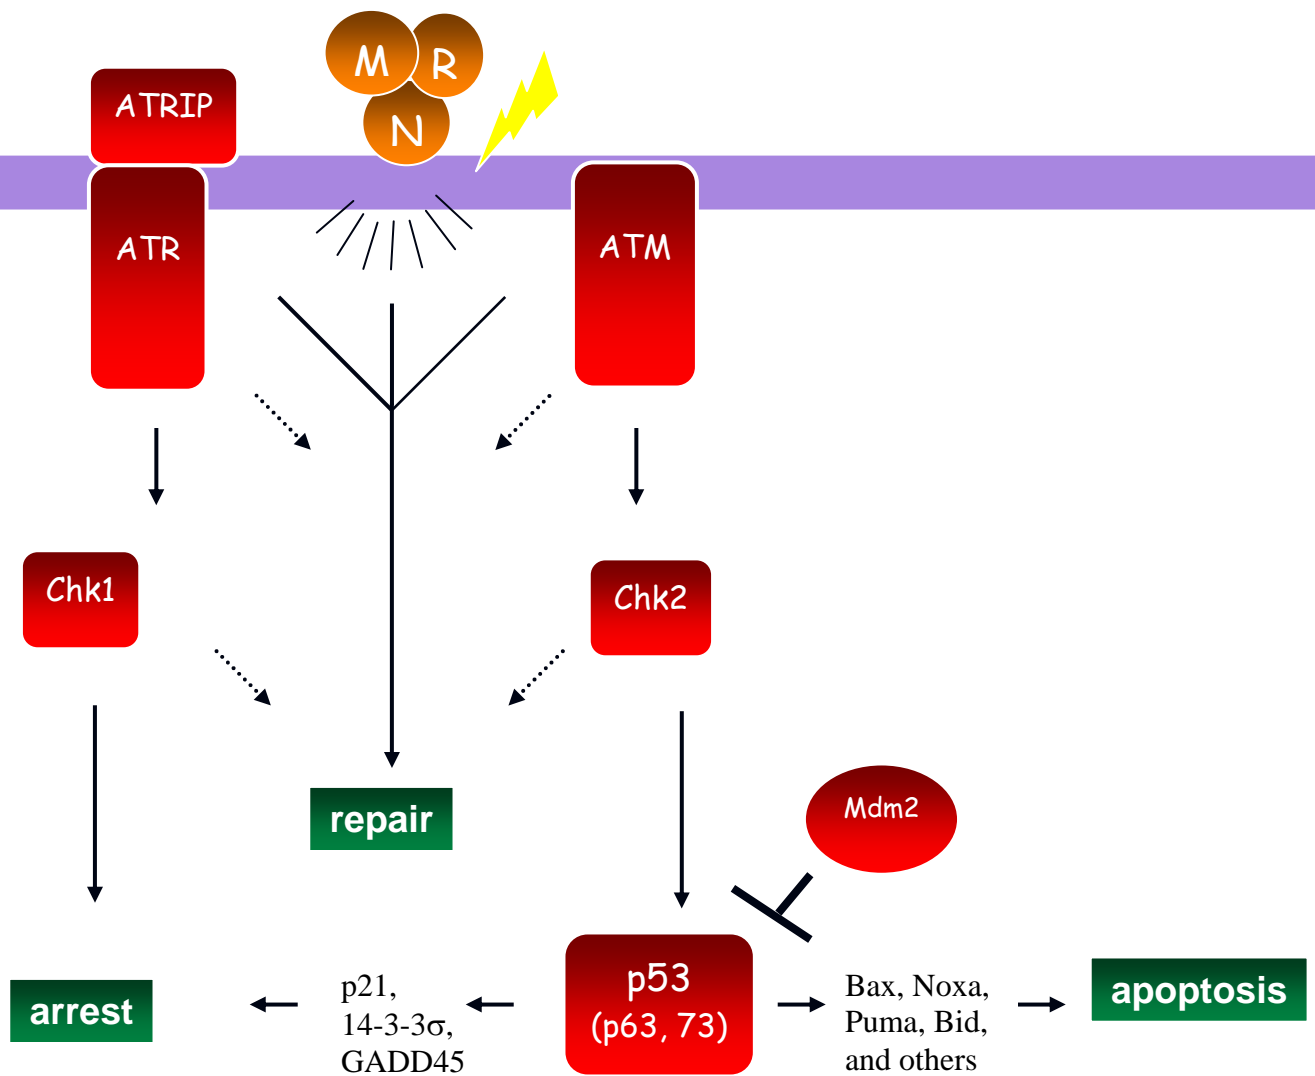 M
R
N
ATRIP
ATR
ATM
Chk1
Chk2
repair
Mdm2
p53
(p63, 73)
arrest
p21,
14-3-3σ,
GADD45
Bax, Noxa,
Puma, Bid,
and others
apoptosis